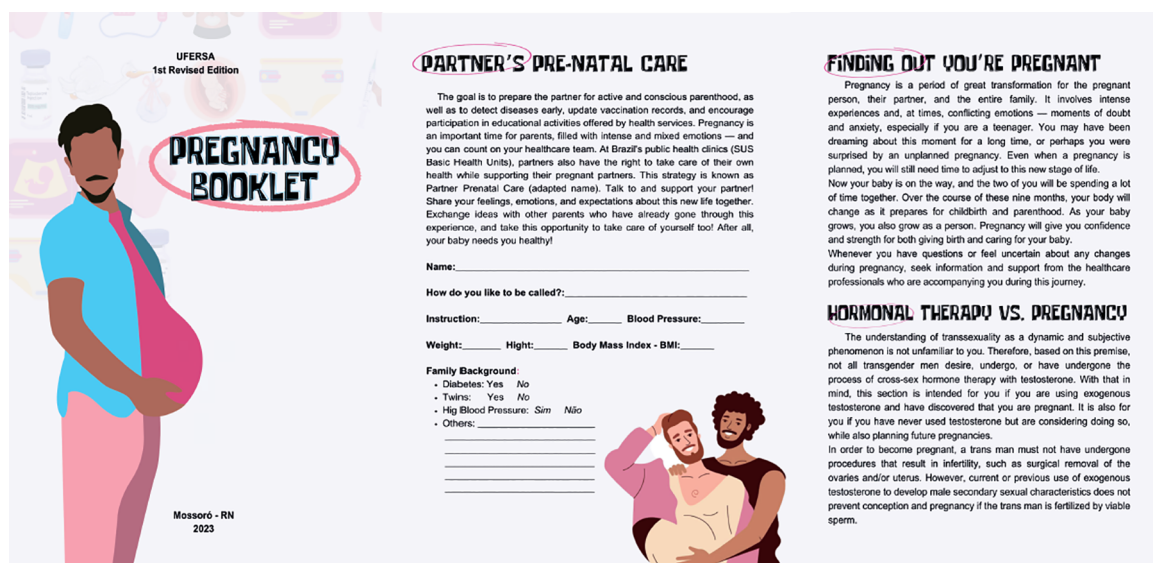 UFERSA
1st Revised Edition
PREGNANCY
BOOKLET
Mossoró - RN
2023
PARTNER'S PRE-NATAL CARE
The goal is to prepare the partner for active and conscious parenthood, as
well as to detect diseases early, update vaccination records, and encourage
participation in educational activities offered by health services. Pregnancy is
an important time for parents, filled with intense and mixed emotions — and
you can count on your healthcare team. At Brazil's public health clinics (SUS
Basic Health Units), partners also have the right to take care of their own
health while supporting their pregnant partners. This strategy is known as
Partner Prenatal Care (adapted name). Talk to and support your partner!
Share your feelings, emotions, and expectations about this new life together.
Exchange ideas with other parents who have already gone through this
experience, and take this opportunity to take care of yourself too! After all,
your baby needs you healthy!
Name:
How do you like to be called?:
Instruction: Age: Blood Pressure:
Weight: Hight: Body Mass Index - BMI:
Family Background:
• Diabetes: Yes No
• Twins: Yes No
• Hig Blood Pressure: Sim Não
• Others:
FINDING OUT YOU'RE PREGNANT
Pregnancy is a period of great transformation for the pregnant
person, their partner, and the entire family. It involves intense
experiences and, at times, conflicting emotions — moments of doubt
and anxiety, especially if you are a teenager. You may have been
dreaming about this moment for a long time, or perhaps you were
surprised by an unplanned pregnancy. Even when a pregnancy is
planned, you will still need time to adjust to this new stage of life.
Now your baby is on the way, and the two of you will be spending a lot
of time together. Over the course of these nine months, your body will
change as it prepares for childbirth and parenthood. As your baby
grows, you also grow as a person. Pregnancy will give you confidence
and strength for both giving birth and caring for your baby.
Whenever you have questions or feel uncertain about any changes
during pregnancy, seek information and support from the healthcare
professionals who are accompanying you during this journey.
HORMONAL THERAPY VS. PREGNANCY
The understanding of transsexuality as a dynamic and subjective
phenomenon is not unfamiliar to you. Therefore, based on this premise,
not all transgender men desire, undergo, or have undergone the
process of cross-sex hormone therapy with testosterone. With that in
mind, this section is intended for you if you are using exogenous
testosterone and have discovered that you are pregnant. It is also for
you if you have never used testosterone but are considering doing so,
while also planning future pregnancies.
In order to become pregnant, a trans man must not have undergone
procedures that result in infertility, such as surgical removal of the
ovaries and/or uterus. However, current or previous use of exogenous
testosterone to develop male secondary sexual characteristics does not
prevent conception and pregnancy if the trans man is fertilized by viable
sperm.